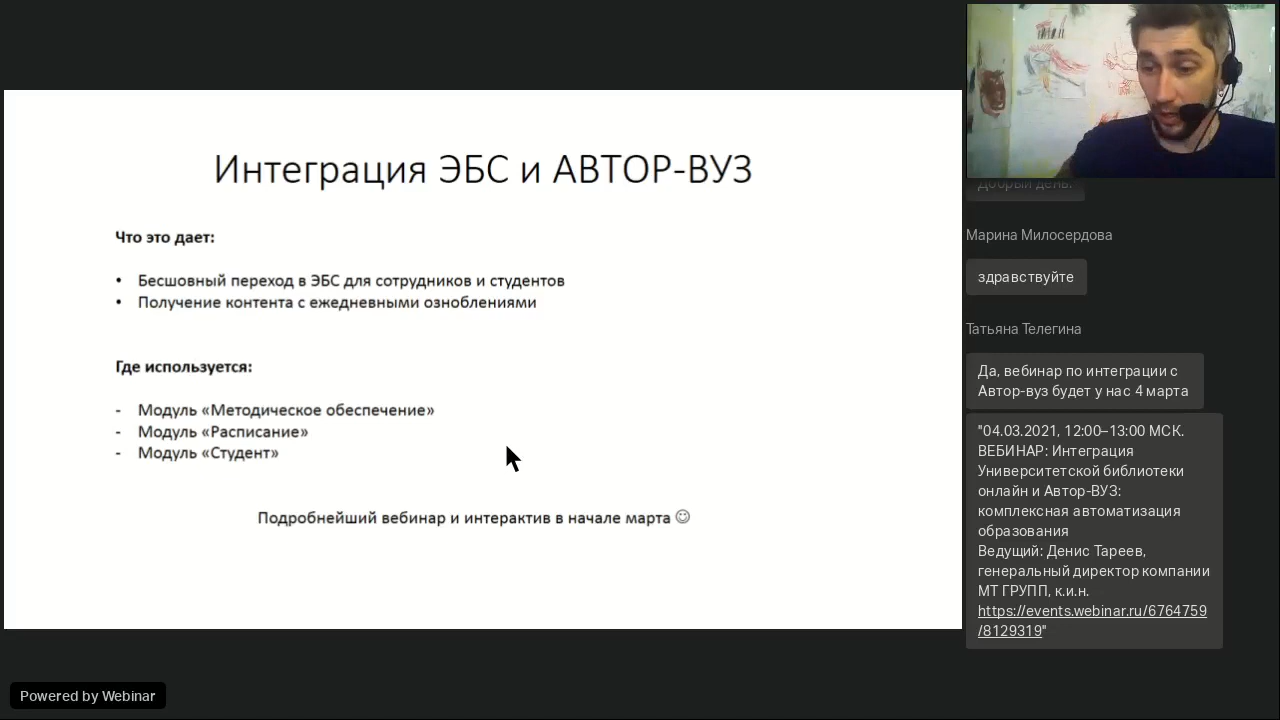 Интеграция ЭБС и АВТОР-ВУЗ
Что это дает:
• Бесшовный переход в ЭБС для сотрудников и студентов
• Получение контента с ежедневными озноблениями
Где используется:
- Модуль «Методическое обеспечение»
- Модуль «Расписание»
- Модуль «Студент»
Подробнейший вебинар и интерактив в начале марта ☺
Добрый день.
Марина Милосердова
здравствуйте
Татьяна Телегина
Да, вебинар по интеграции с
Автор-вуз будет у нас 4 марта
"04.03.2021, 12:00–13:00 МСК.
ВЕБИНАР: Интеграция
Университетской библиотеки
онлайн и Автор-ВУЗ:
комплексная автоматизация
образования
Ведущий: Денис Тареев,
генеральный директор компании
МТ ГРУПП, к.и.н.
https://events.webinar.ru/6764759
/8129319"
Powered by Webinar